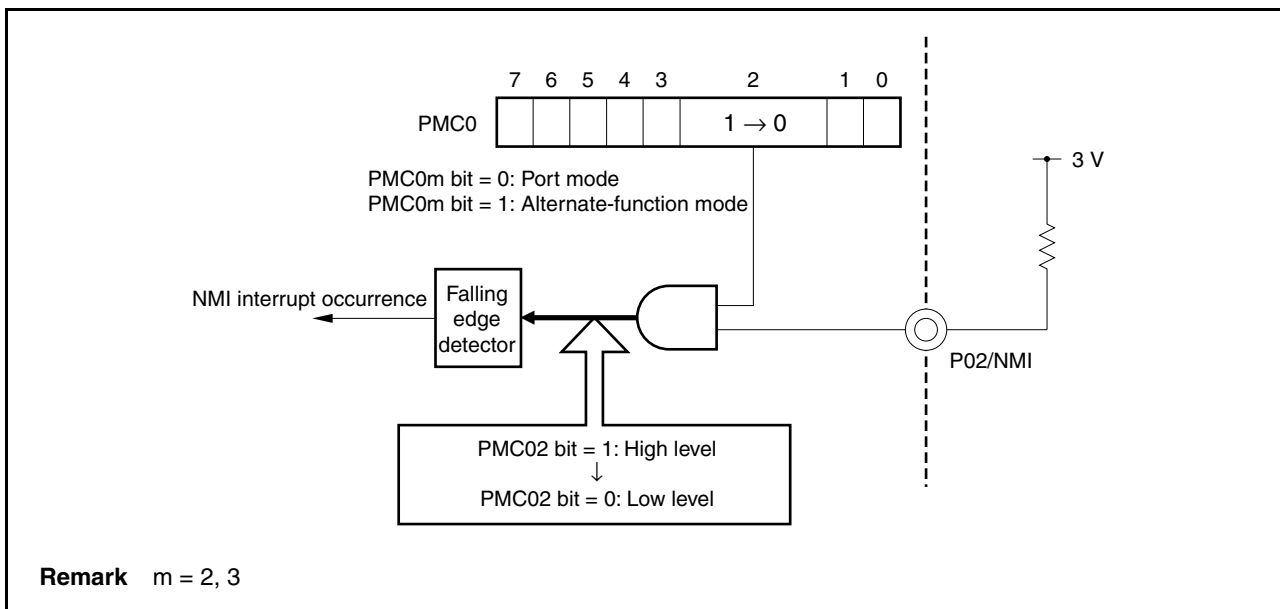 7 6 5 4 3 2 1 0
PMC0
1 → 0
3 V
PMC0m bit = 0: Port mode
PMC0m bit = 1: Alternate-function mode
NMI interrupt occurrence
Falling
edge
detector
P02/NMI
PMC02 bit = 1: High level
↓
PMC02 bit = 0: Low level
Remark m = 2, 3